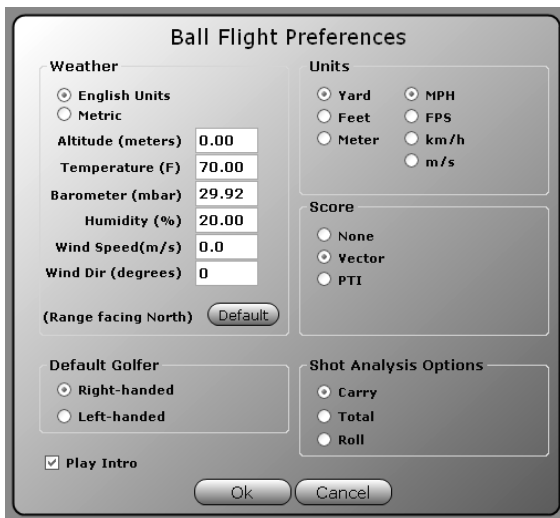 Ball Flight Preferences
Weather
English Units
Metric
Altitude (meters) 0.00
Temperature (F) 70.00
Barometer (mbar) 29.92
Humidity (%) 20.00
Wind Speed(m/s) 0.0
Wind Dir (degrees) 0
(Range facing North) Default
Units
Yard MPH
Feet FPS
Meter km/h
m/s
Score
None
Vector
PTI
Default Golfer
Right-handed
Left-handed
Shot Analysis Options
Carry
Total
Roll
Play Intro
Ok Cancel